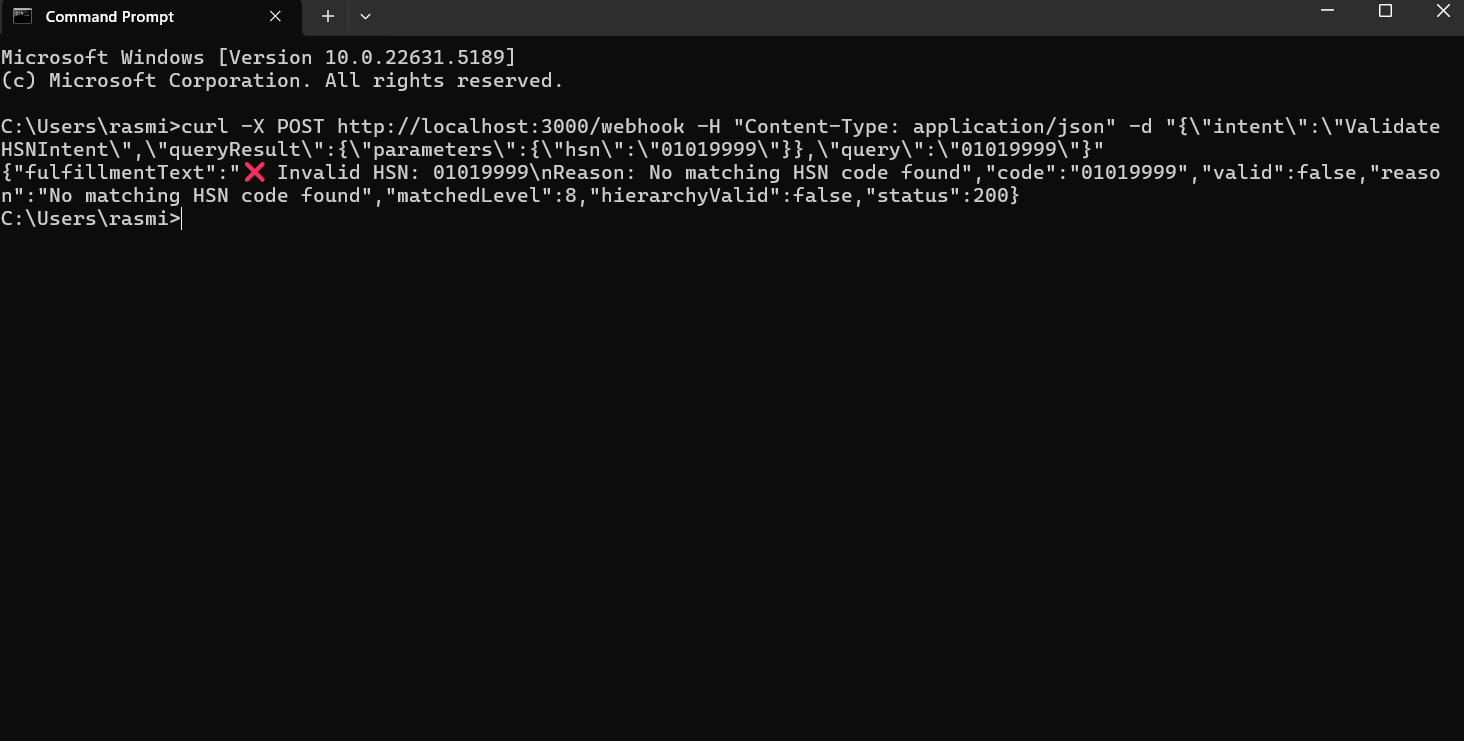 Command Prompt
Microsoft Windows [Version 10.0.22631.5189]
(c) Microsoft Corporation. All rights reserved.
C:\Users\rasmi>curl -X POST http://localhost:3000/webhook -H "Content-Type: application/json" -d "{\"intent\":\"Validate
HSNIntent\",\"queryResult\":{\"parameters\":{\"hsn\":\"01019999\"}},\"query\":\"01019999\"}"
{"fulfillmentText":"❌ Invalid HSN: 01019999\nReason: No matching HSN code found","code":"01019999","valid":false,"reaso
n":"No matching HSN code found","matchedLevel":8,"hierarchyValid":false,"status":200}
C:\Users\rasmi>